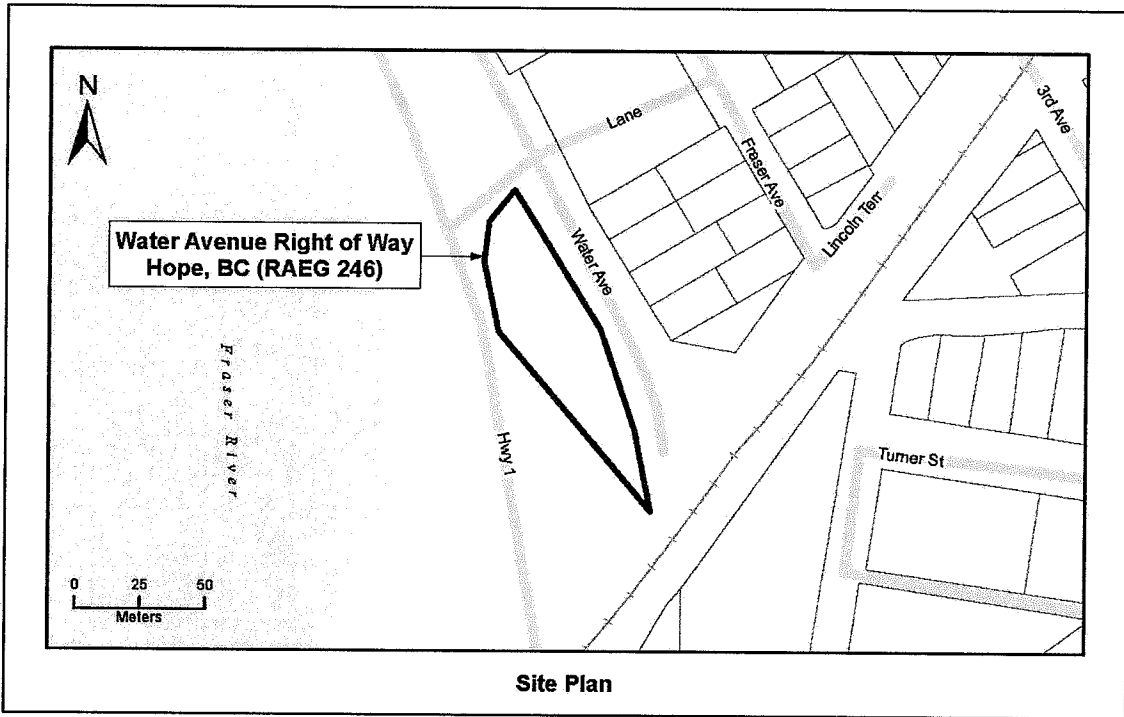 N
Lane
3rd Ave
Fraser Ave
Lincoln Terr
Water Avenue Right of Way
Hope, BC (RAEG 246)
Water Ave
Fraser River
Hwy 1
Turner St
0 25 50
Meters
Site Plan